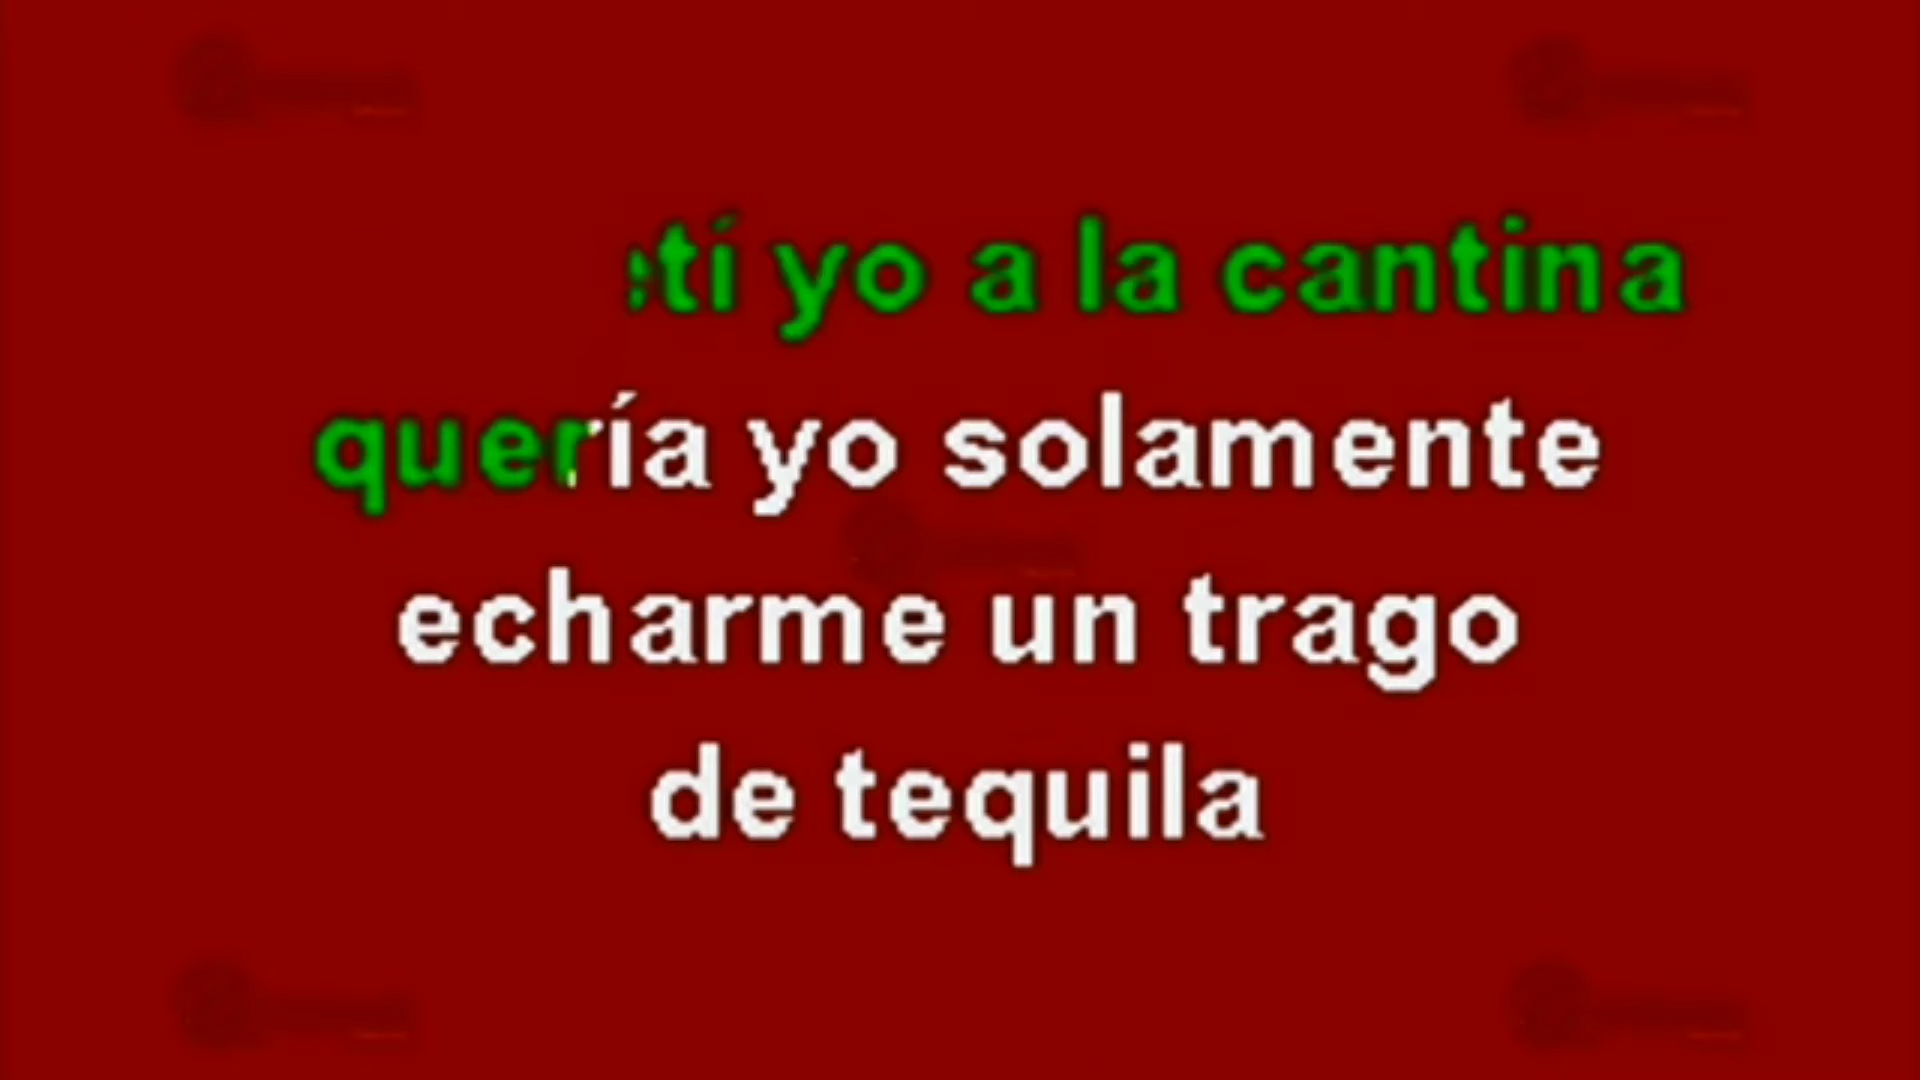 tí yo a la cantina
quería yo solamente
echarme un trago
de tequila